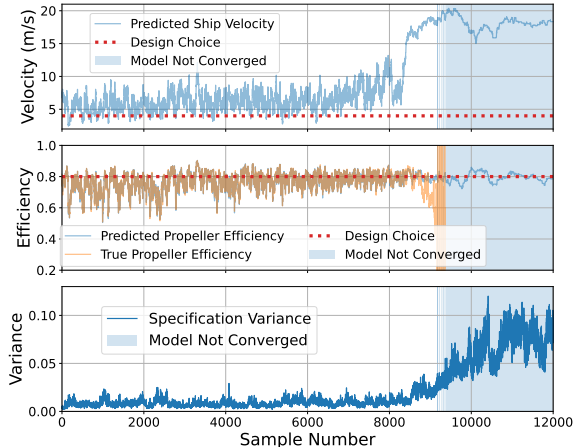 20
15
10
5
Velocity (m/s)
Predicted Ship Velocity
Design Choice
Model Not Converged
1.0
0.8
0.6
0.4
0.2
Efficiency
Predicted Propeller Efficiency
True Propeller Efficiency
Design Choice
Model Not Converged
0.10
0.05
0.00
Variance
Specification Variance
Model Not Converged
0 2000 4000 6000 8000 10000 12000
Sample Number